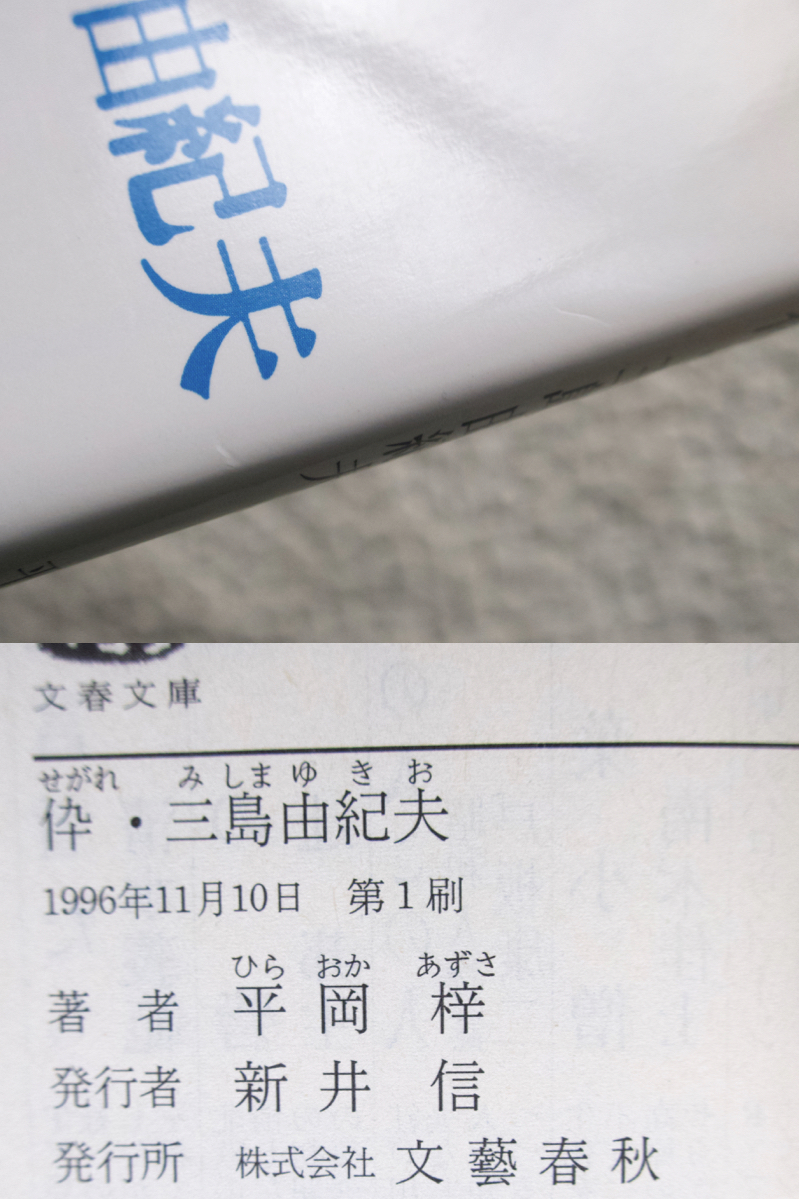 由紀夫
文春文庫
せがれ みしまゆきお
伜・三島由紀夫
1996年11月10日 第1刷
ひら おか あずさ
著者 平岡 梓
発行者 新井 信
発行所 株式会社 文藝春秋